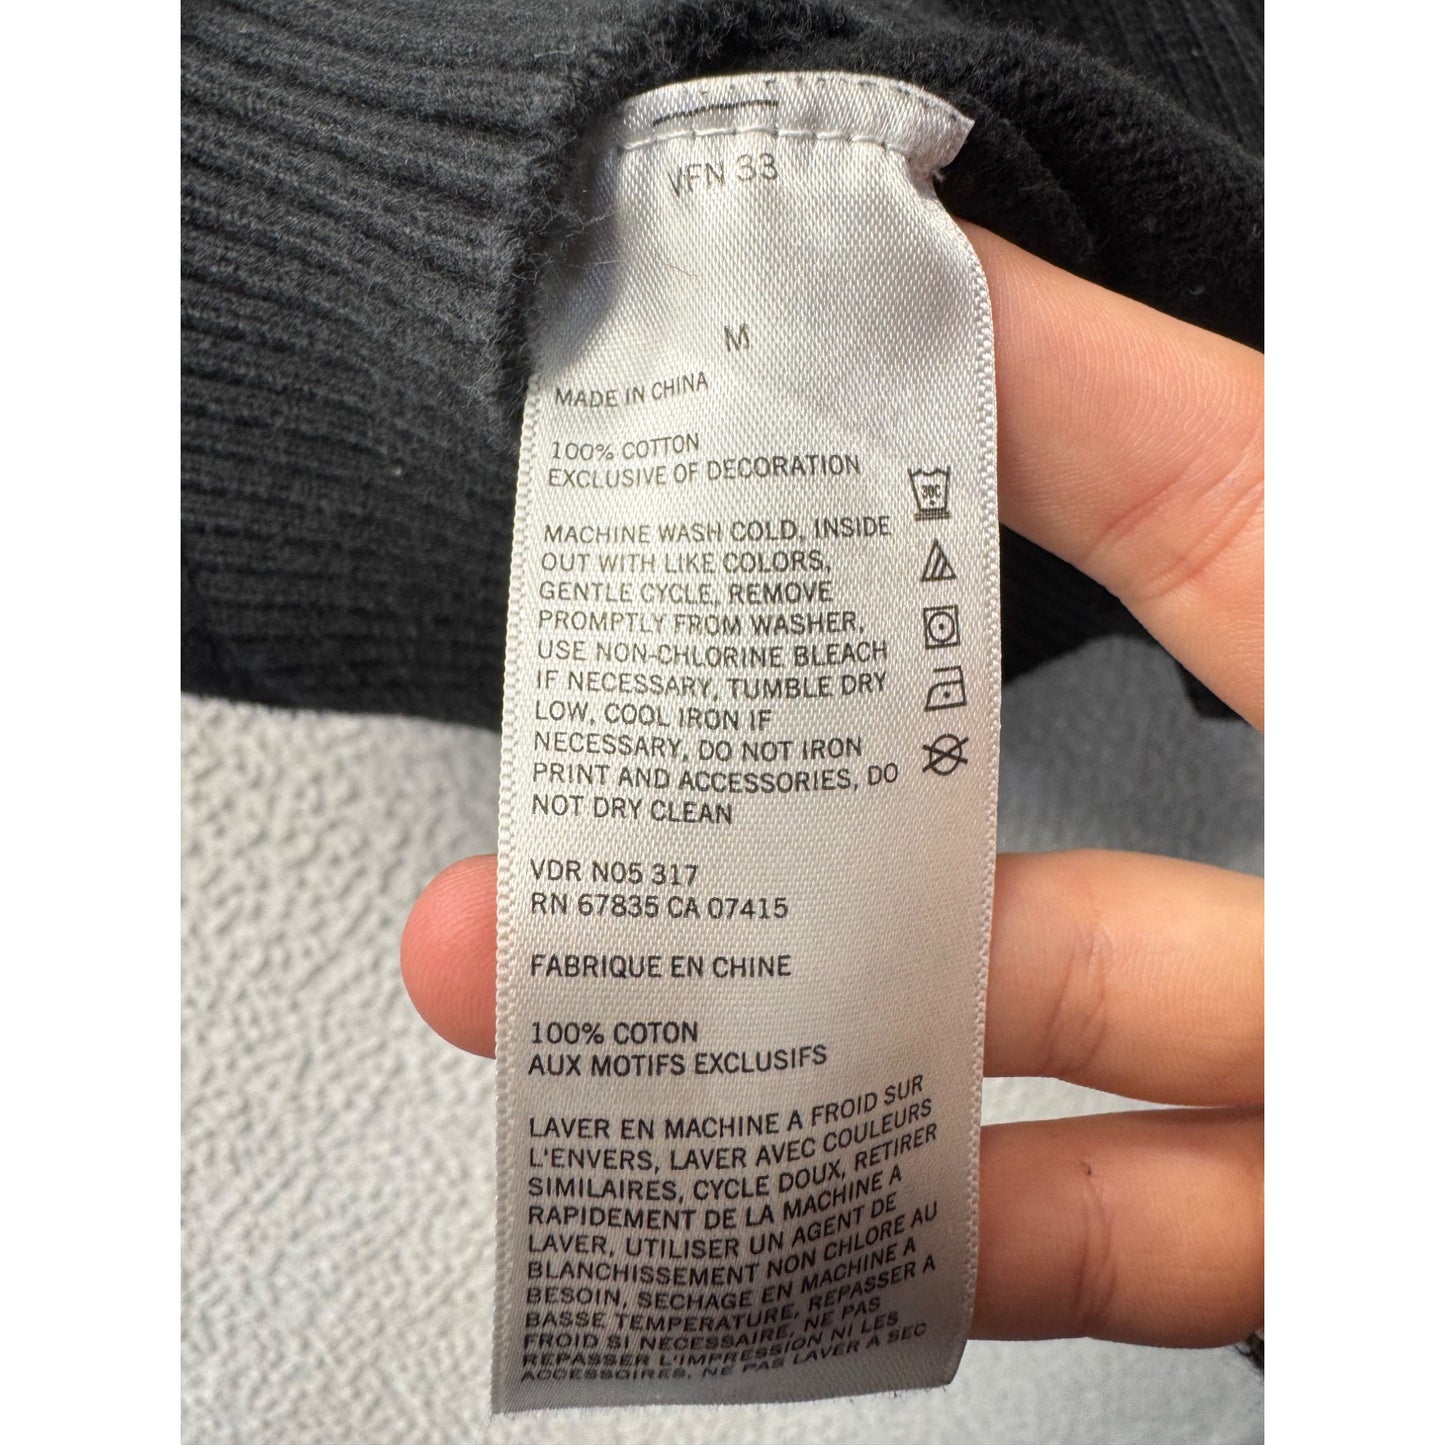 VFN 33
M
MADE IN CHINA
100% COTTON
EXCLUSIVE OF DECORATION
30C
MACHINE WASH COLD, INSIDE
OUT WITH LIKE COLORS,
GENTLE CYCLE, REMOVE
PROMPTLY FROM WASHER,
USE NON-CHLORINE BLEACH
IF NECESSARY, TUMBLE DRY
LOW, COOL IRON IF
NECESSARY, DO NOT IRON
PRINT AND ACCESSORIES, DO
NOT DRY CLEAN
VDR NO5 317
RN 67835 CA 07415
FABRIQUE EN CHINE
100% COTON
AUX MOTIFS EXCLUSIFS
LAVER EN MACHINE A FROID SUR
L'ENVERS, LAVER AVEC COULEURS
SIMILAIRES, CYCLE DOUX, RETIRER
RAPIDEMENT DE LA MACHINE A
LAVER, UTILISER UN AGENT DE
BLANCHISSEMENT NON CHLORE AU
BESOIN, SECHAGE EN MACHINE A
BASSE TEMPERATURE, REPASSER A
FROID SI NECESSAIRE, NE PAS
REPASSER L'IMPRESSION NI LES
ACCESSOIRES, NE PAS LAVER A SEC